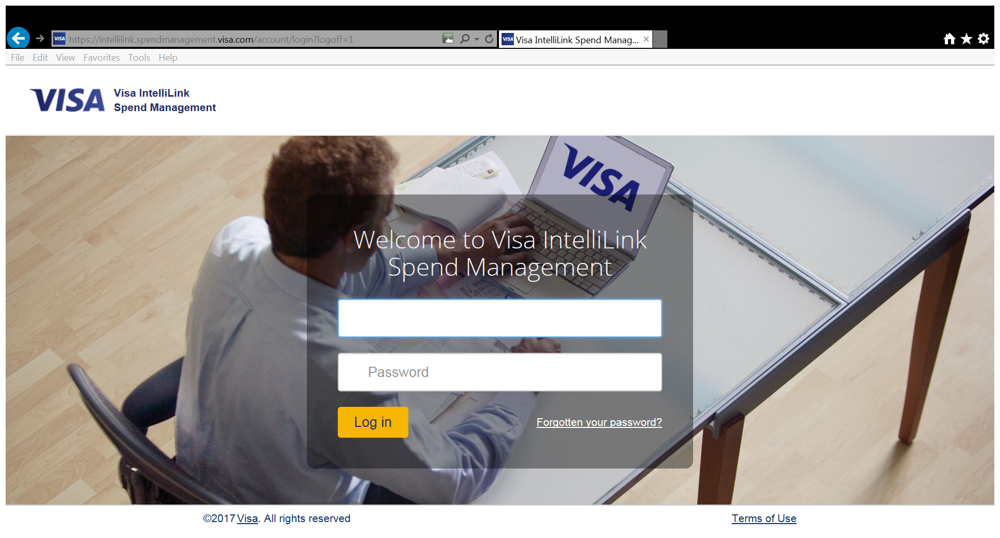 VISA https://intellilink.spendmanagement.visa.com/account/login?logoff=1
VISA Visa IntelliLink Spend Manag... ×
File Edit View Favorites Tools Help
VISA
Visa IntelliLink
Spend Management
VISA
Welcome to Visa IntelliLink
Spend Management
Password
Log in
Forgotten your password?
©2017 Visa. All rights reserved
Terms of Use